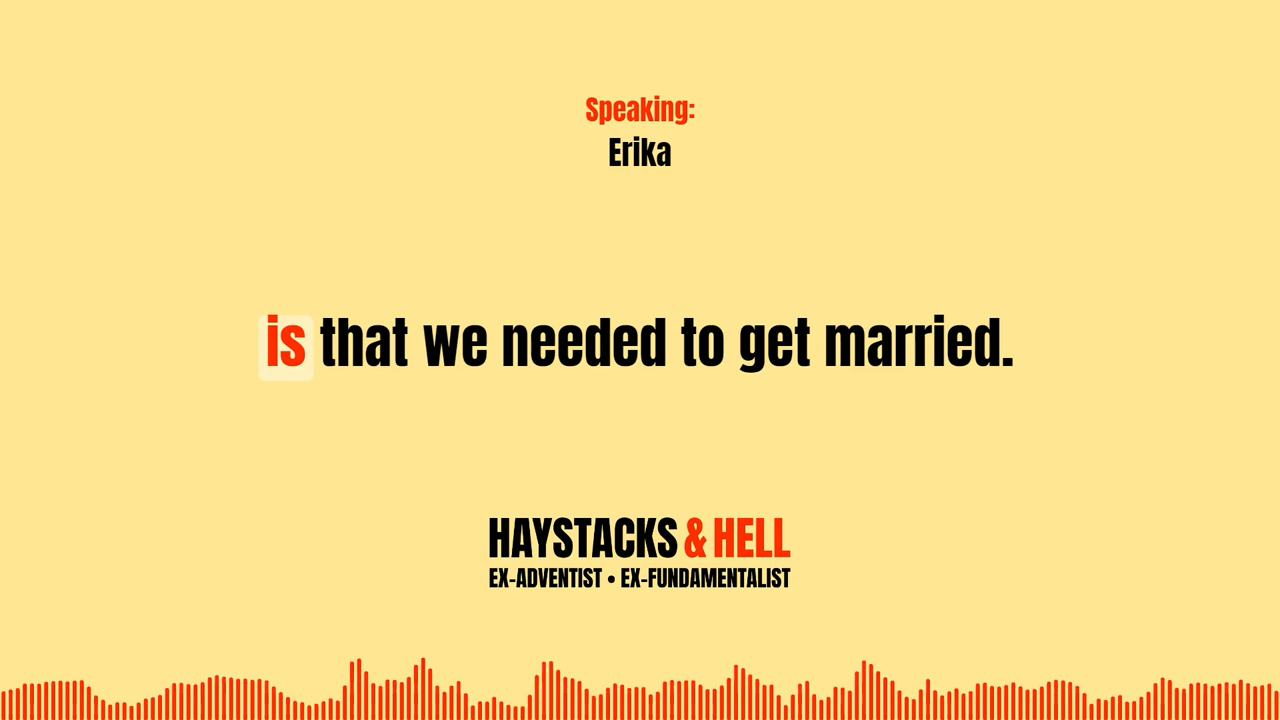 Speaking:
Erika
is that we needed to get married.
HAYSTACKS & HELL
EX-ADVENTIST • EX-FUNDAMENTALIST